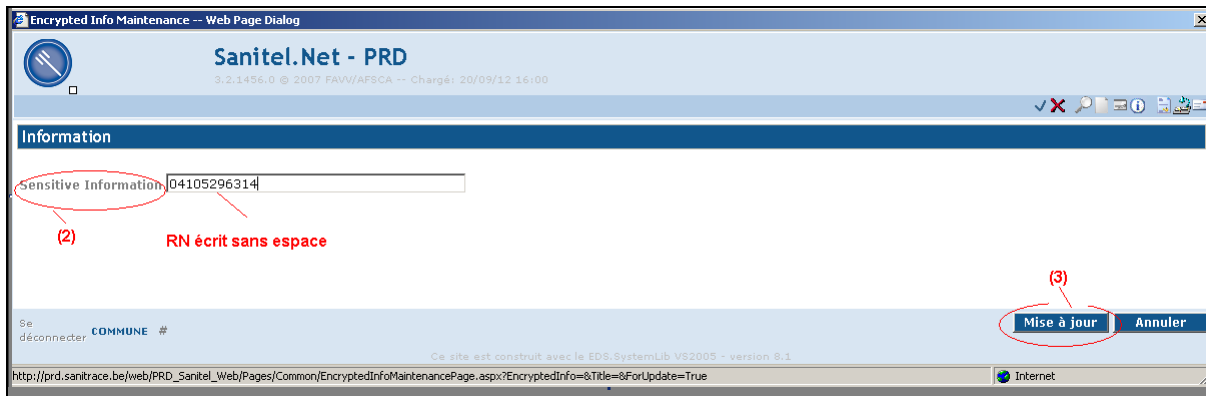 Encrypted Info Maintenance -- Web Page Dialog
Sanitel.Net - PRD
3.2.1456.0 @ 2007 FAVV/AFSCA -- Chargé: 20/09/12 16:00
Information
Sensitive Information 04105296314
(2)
RN écrit sans espace
(3)
Se déconnecter COMMUNE #
Mise à jour Annuler
Ce site est construit avec le EDS.SystemLib VS2005 - version 8.1
http://prd.sanitrace.be/web/PRD_Sanitel_Web/Pages/Common/EncryptedInfoMaintenancePage.aspx?EncryptedInfo=&Title=&ForUpdate=True Internet